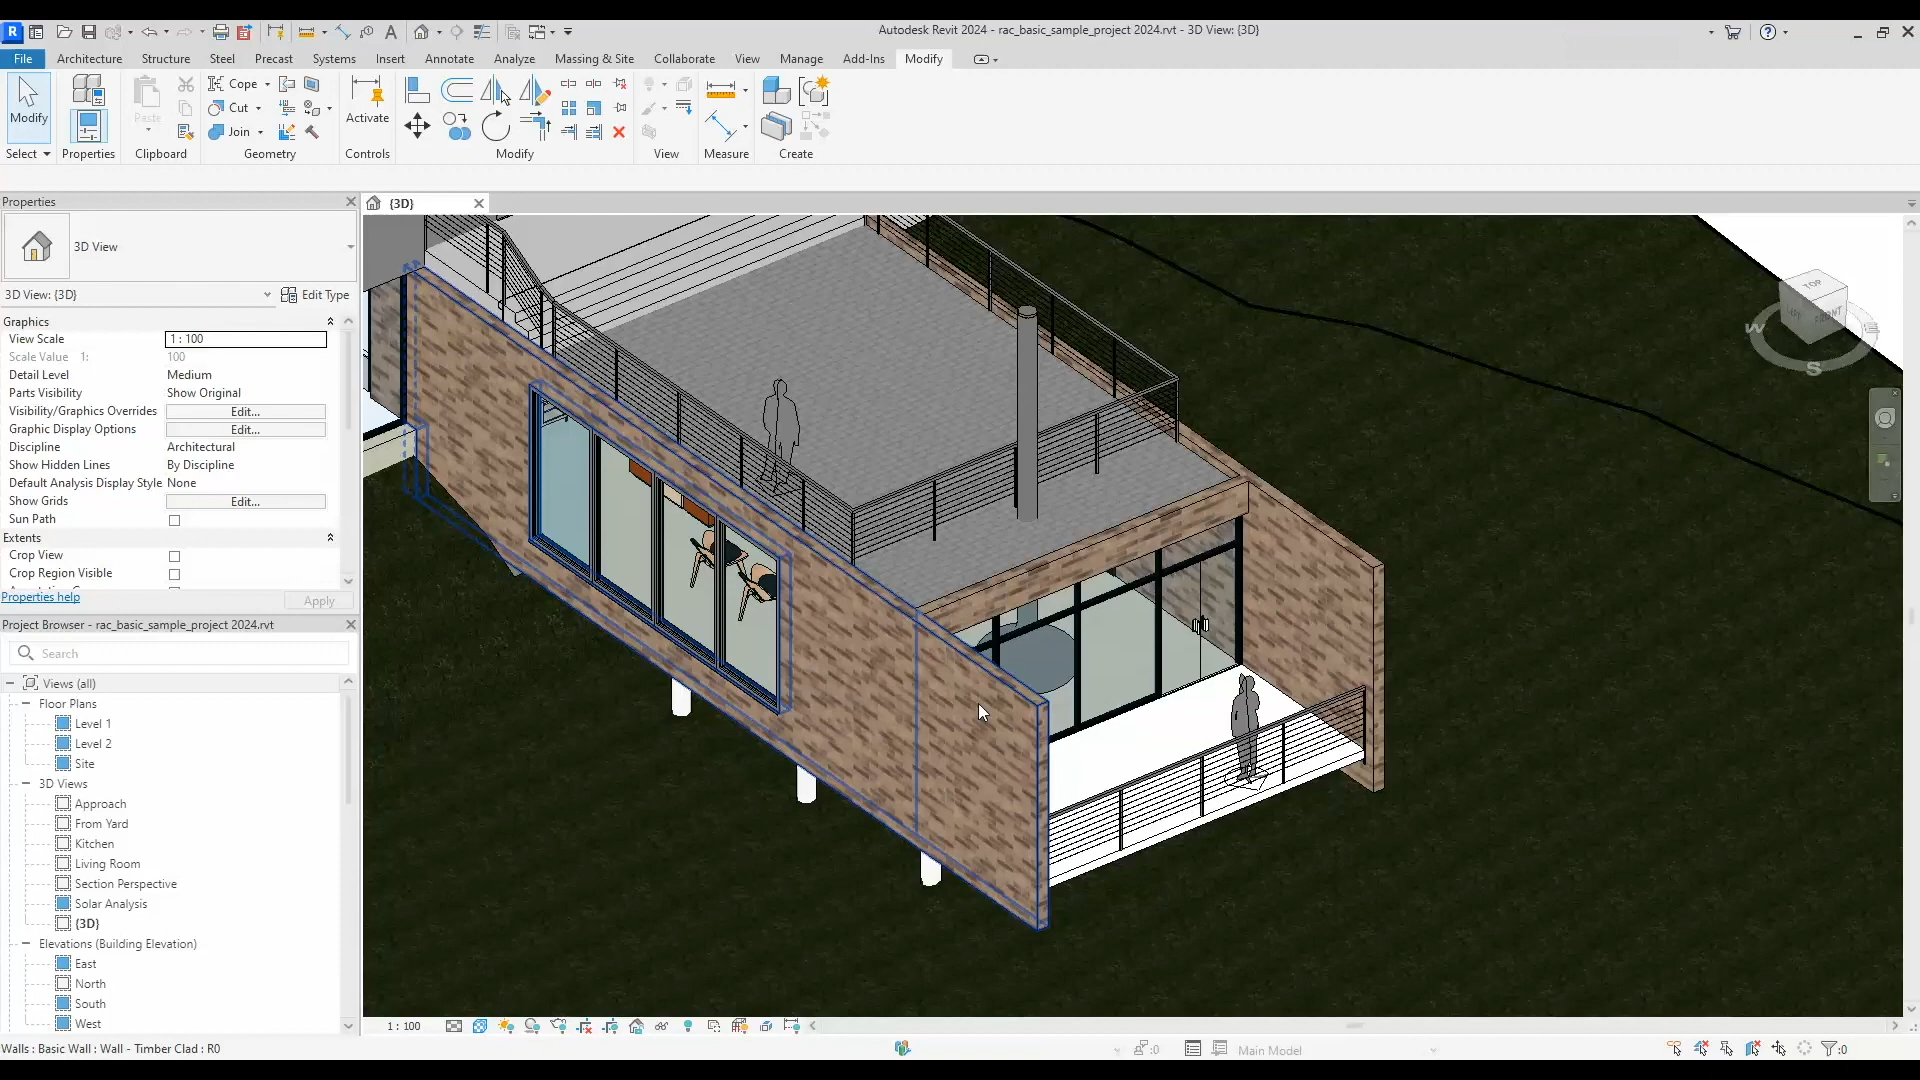 R
Autodesk Revit 2024 - rac_basic_sample_project 2024.rvt - 3D View: {3D}
File Architecture Structure Steel Precast Systems Insert Annotate Analyze Massing & Site Collaborate View Manage Add-Ins Modify
Modify
Paste
Cope
Cut
Join
Activate
Select Properties Clipboard Geometry Controls Modify View Measure Create
Properties
{3D}
3D View
3D View: {3D}
Edit Type
Graphics
View Scale 1 : 100
Scale Value 1: 100
Detail Level Medium
Parts Visibility Show Original
Visibility/Graphics Overrides Edit...
Graphic Display Options Edit...
Discipline Architectural
Show Hidden Lines By Discipline
Default Analysis Display Style None
Show Grids Edit...
Sun Path
Extents
Crop View
Crop Region Visible
Properties help
Apply
Project Browser - rac_basic_sample_project 2024.rvt
Search
Views (all)
Floor Plans
Level 1
Level 2
Site
3D Views
Approach
From Yard
Kitchen
Living Room
Section Perspective
Solar Analysis
{3D}
Elevations (Building Elevation)
East
North
South
West
TOP
LEFT
FRONT
W
E
S
1 : 100
Walls : Basic Wall : Wall - Timber Clad : R0
:0
Main Model
:0